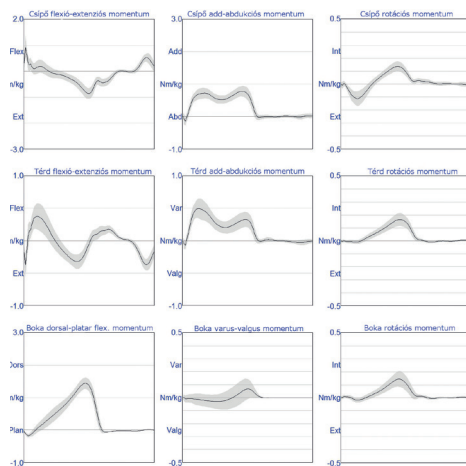 Csípő flexió-extenziós momentum
2.0
Flex
n/kg
Ext
-3.0
Csípő add-abdukciós momentum
3.0
Add
Nm/kg
Abd
-1.0
Csípő rotációs momentum
0.5
Int
Nm/kg
Ext
-0.5
Térd flexió-extenziós momentum
1.0
Flex
n/kg
Ext
-1.0
Térd add-abdukciós momentum
1.0
Var
Nm/kg
Valg
-1.0
Térd rotációs momentum
0.5
Int
Nm/kg
Ext
-0.5
Boka dorsal-platar flex. momentum
3.0
Dors
n/kg
Plan
-1.0
Boka varus-valgus momentum
0.5
Var
Nm/kg
Valg
-0.5
Boka rotációs momentum
0.5
Int
Nm/kg
Ext
-0.5